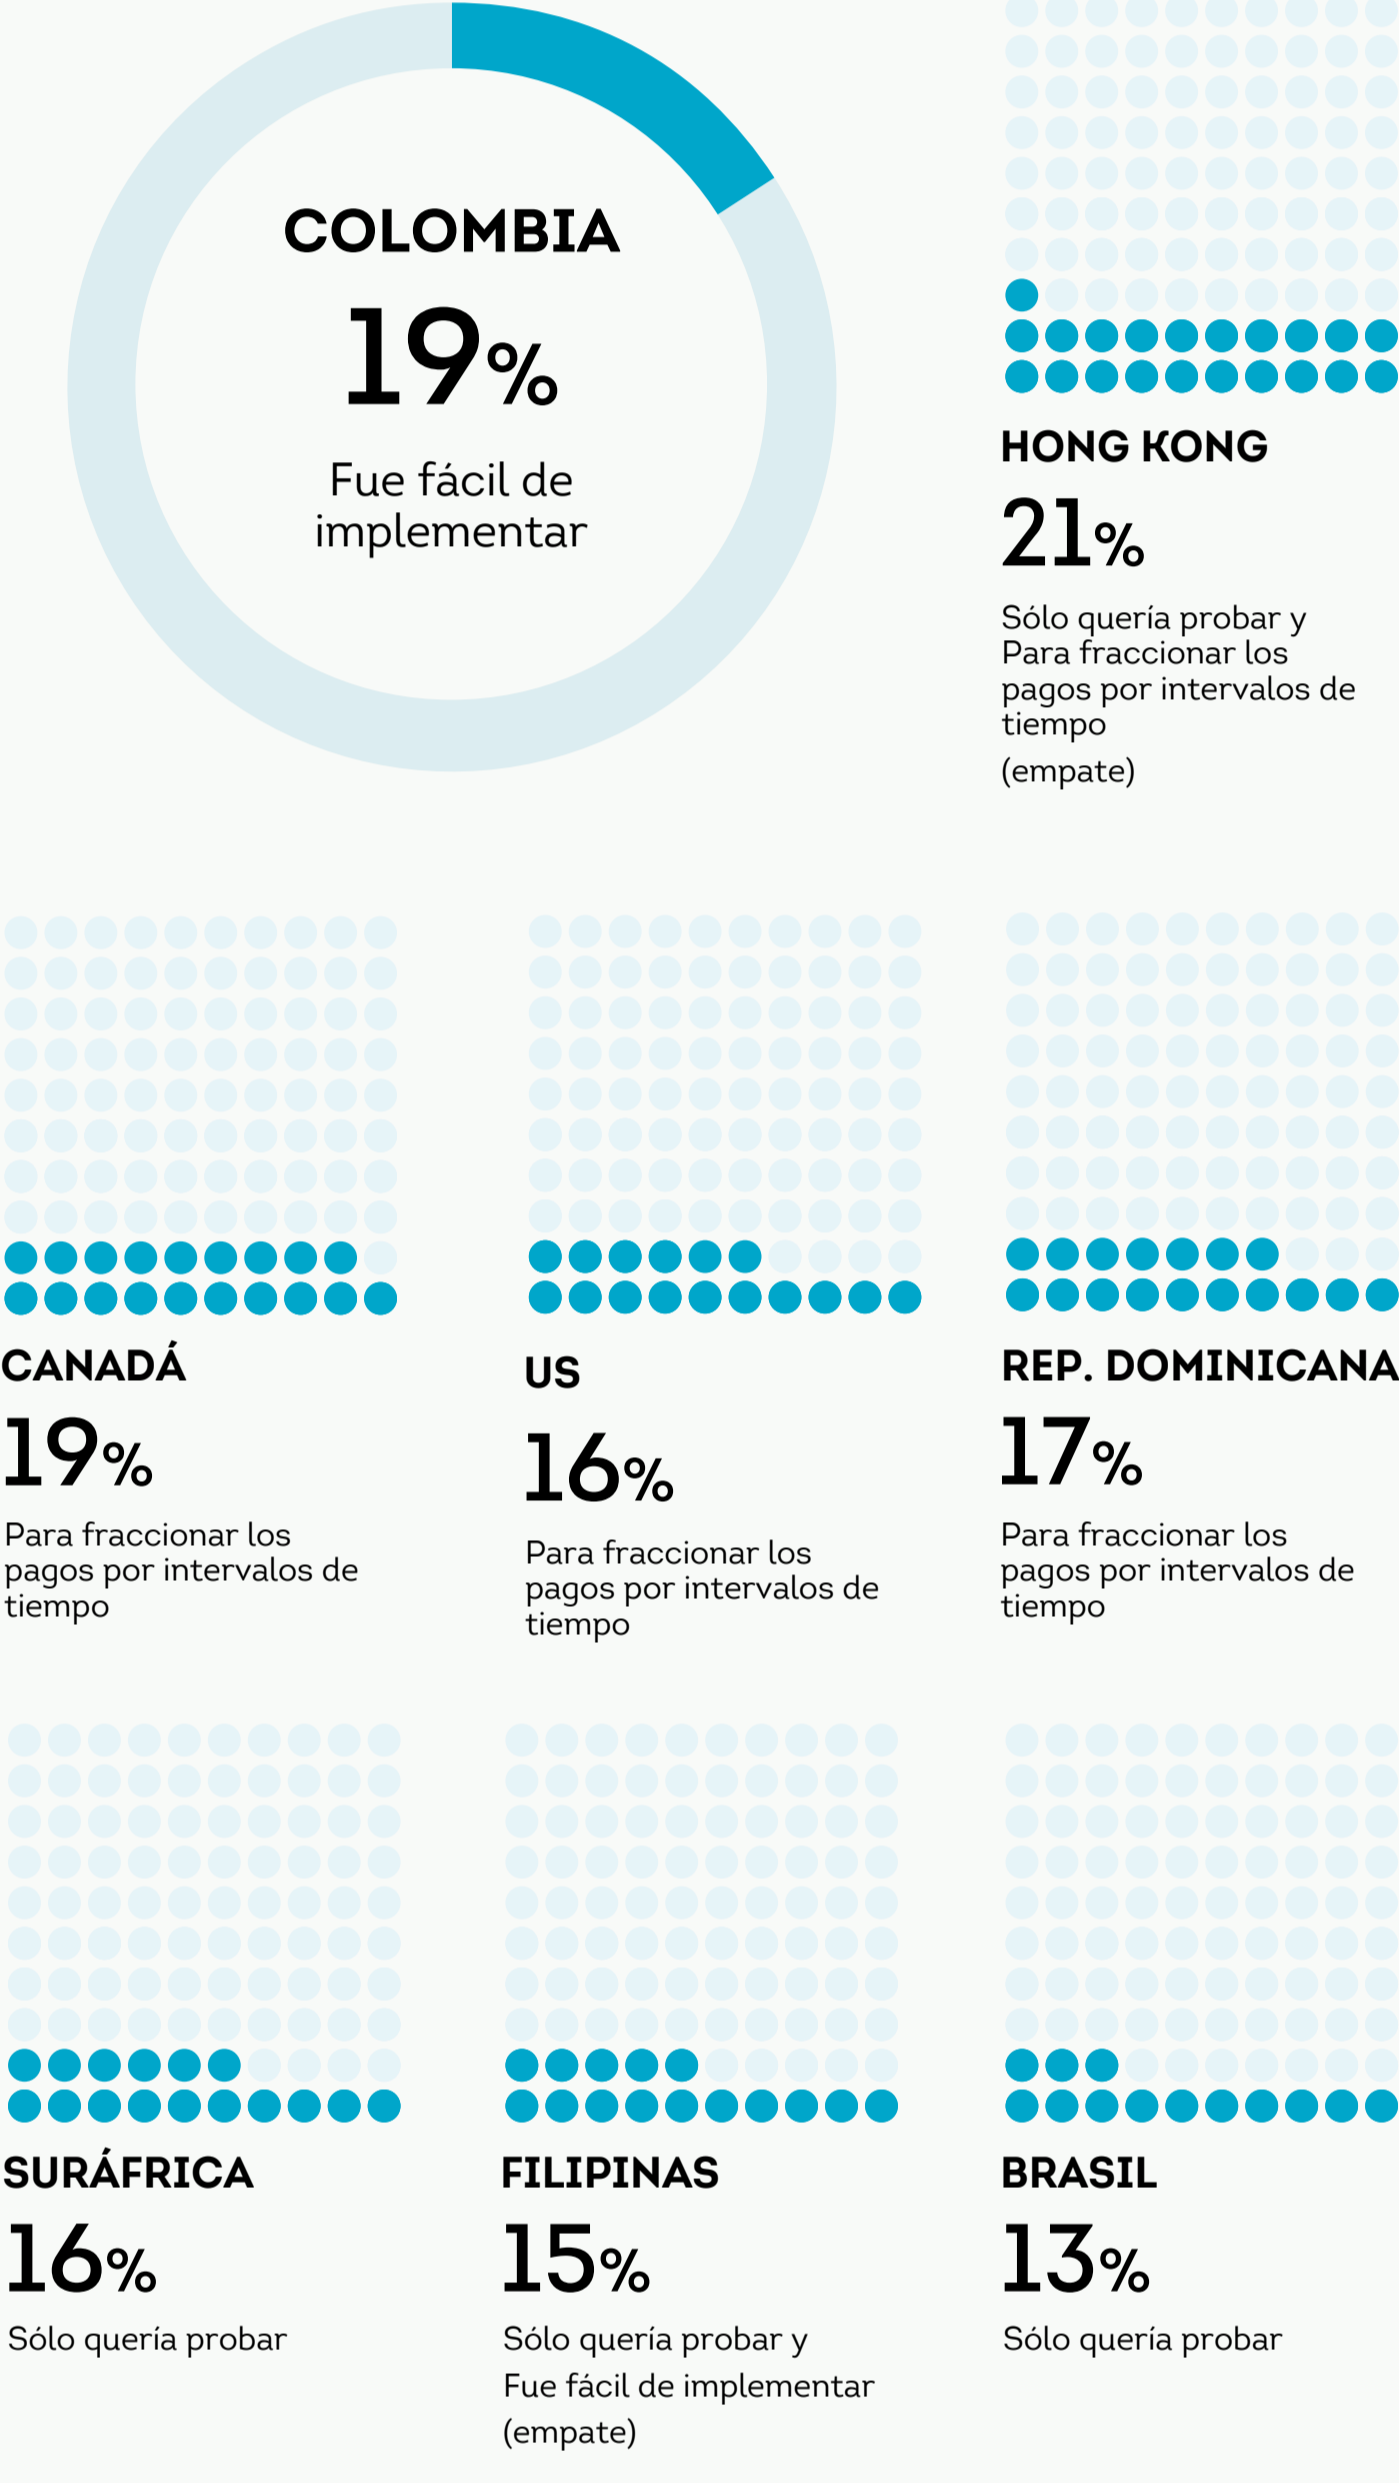 COLOMBIA
19%
Fue fácil de
implementar
HONG KONG
21%
Sólo quería probar y
Para fraccionar los
pagos por intervalos de
tiempo
(empate)
CANADÁ
19%
Para fraccionar los
pagos por intervalos de
tiempo
US
16%
Para fraccionar los
pagos por intervalos de
tiempo
REP. DOMINICANA
17%
Para fraccionar los
pagos por intervalos de
tiempo
SURÁFRICA
16%
Sólo quería probar
FILIPINAS
15%
Sólo quería probar y
Fue fácil de implementar
(empate)
BRASIL
13%
Sólo quería probar